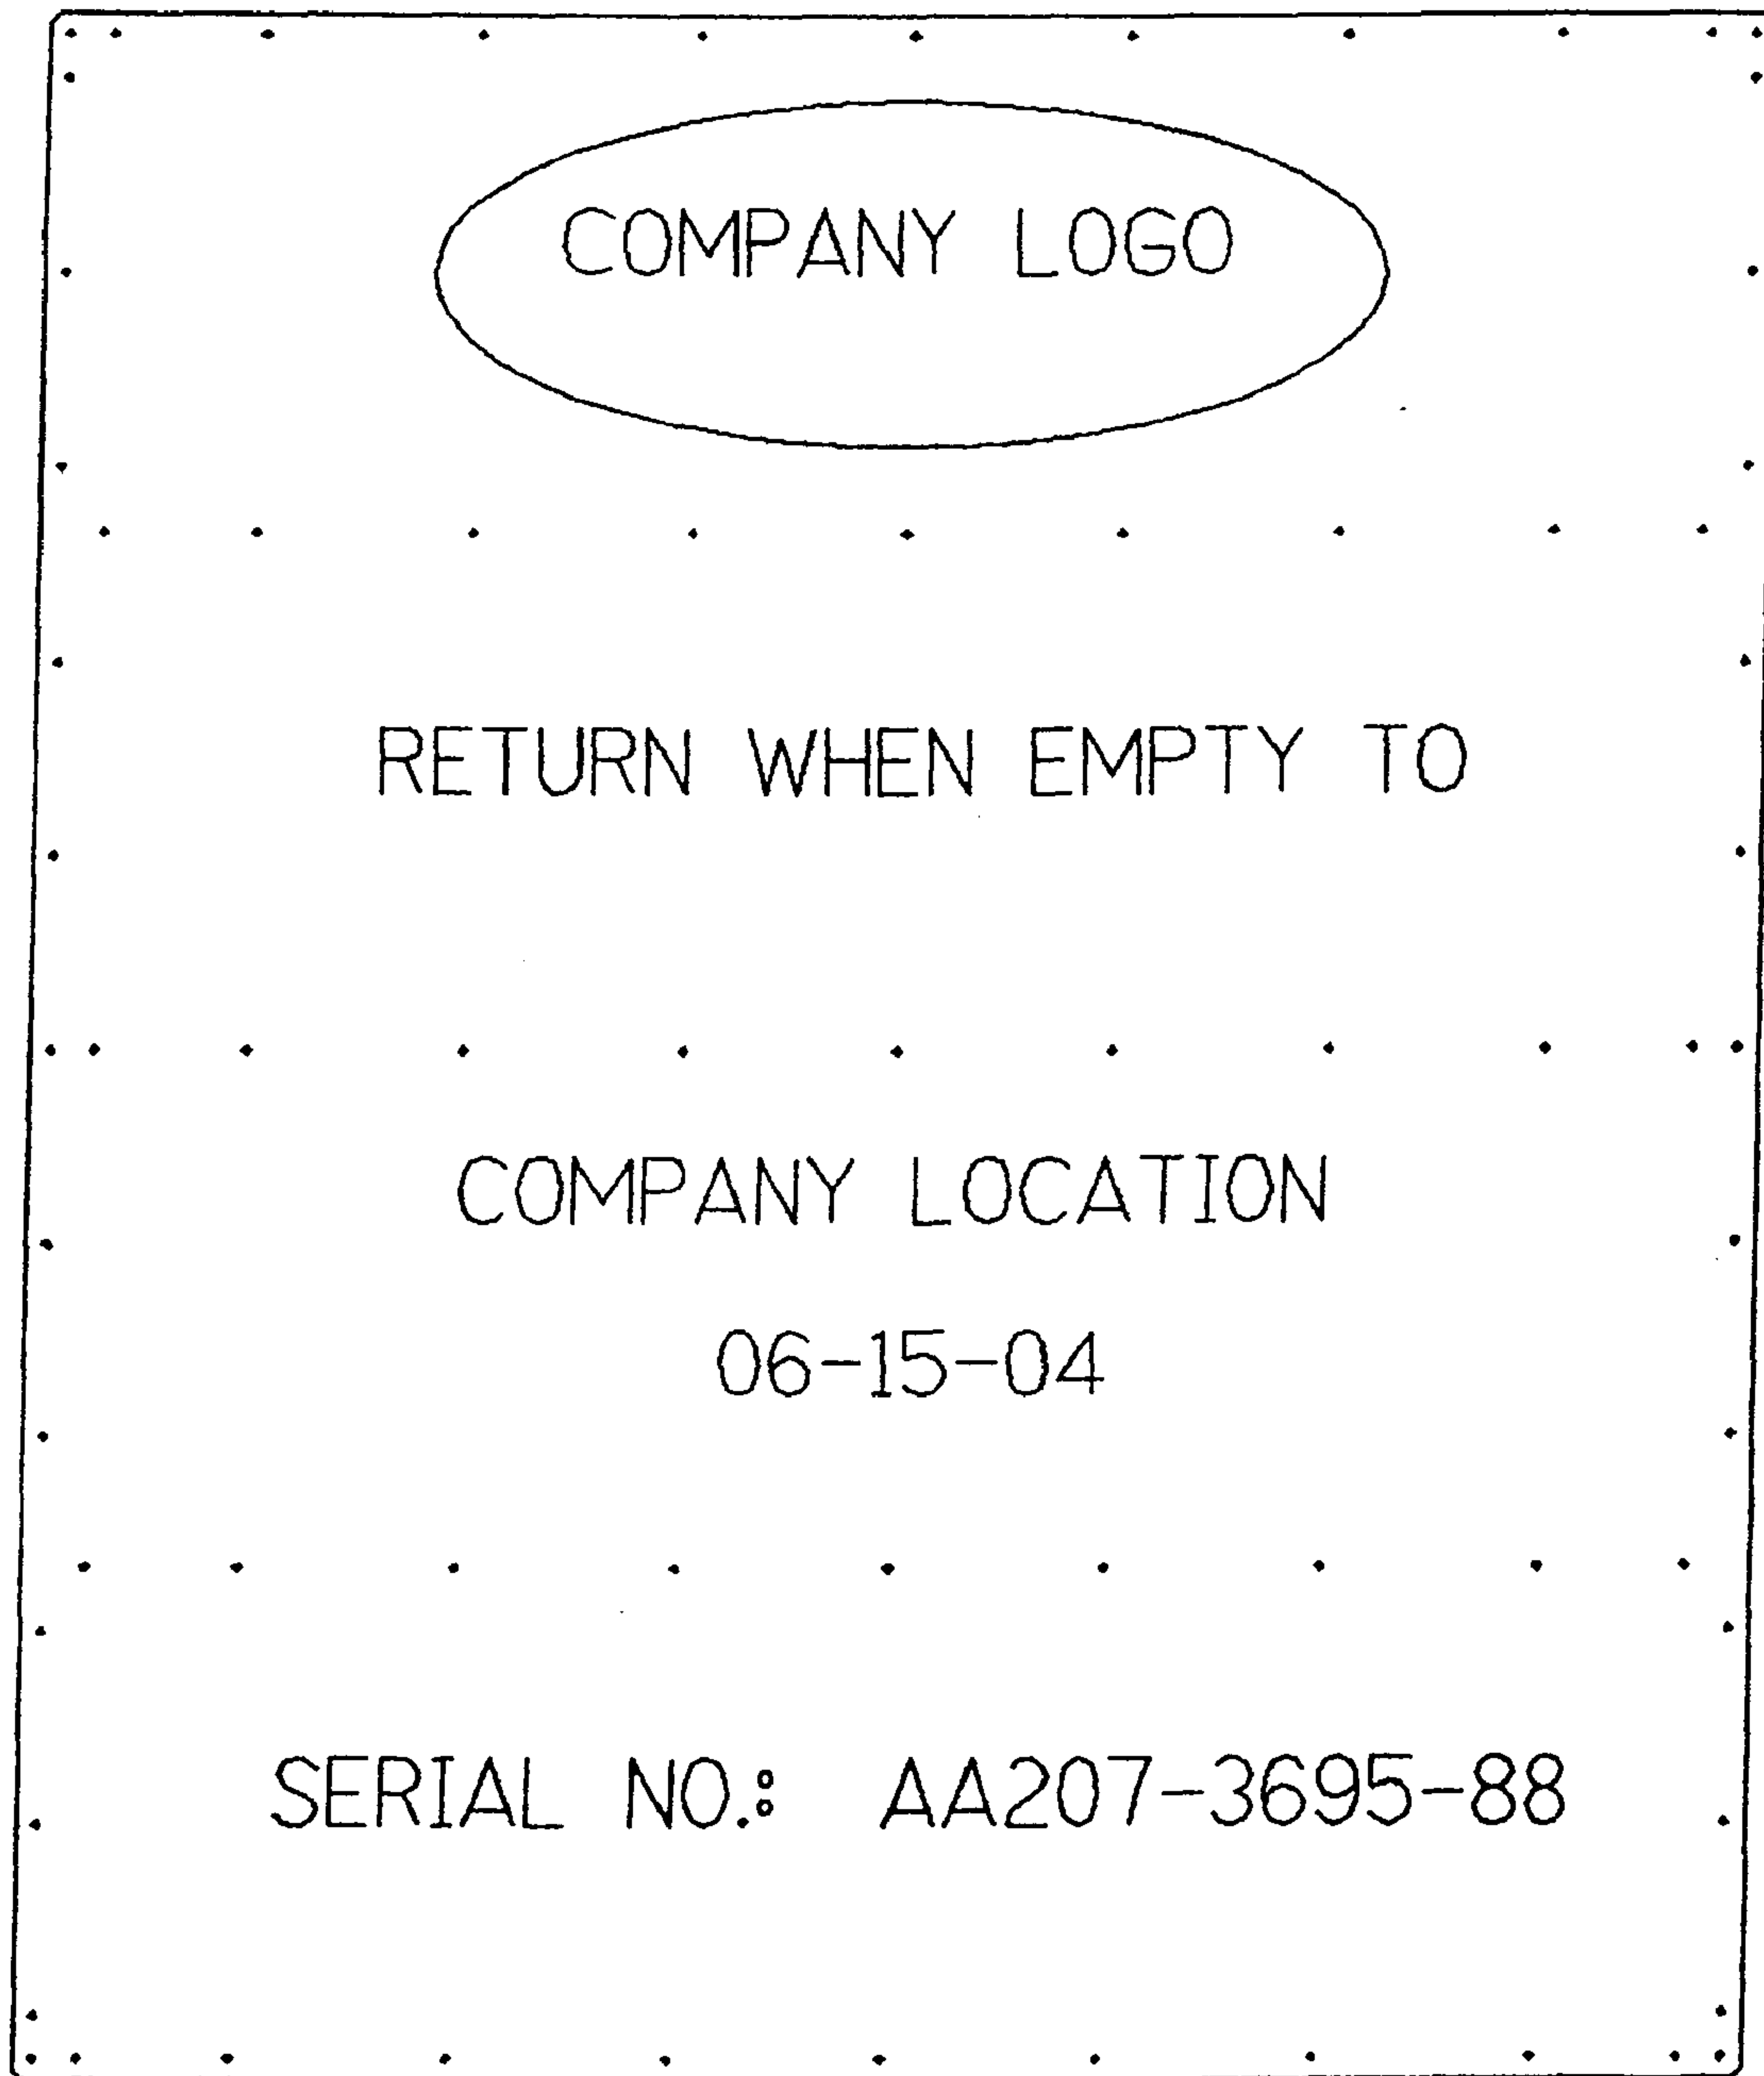 COMPANY LOGO
RETURN WHEN EMPTY TO
COMPANY LOCATION
06-15-04
SERIAL NO.: AA207-3695-88